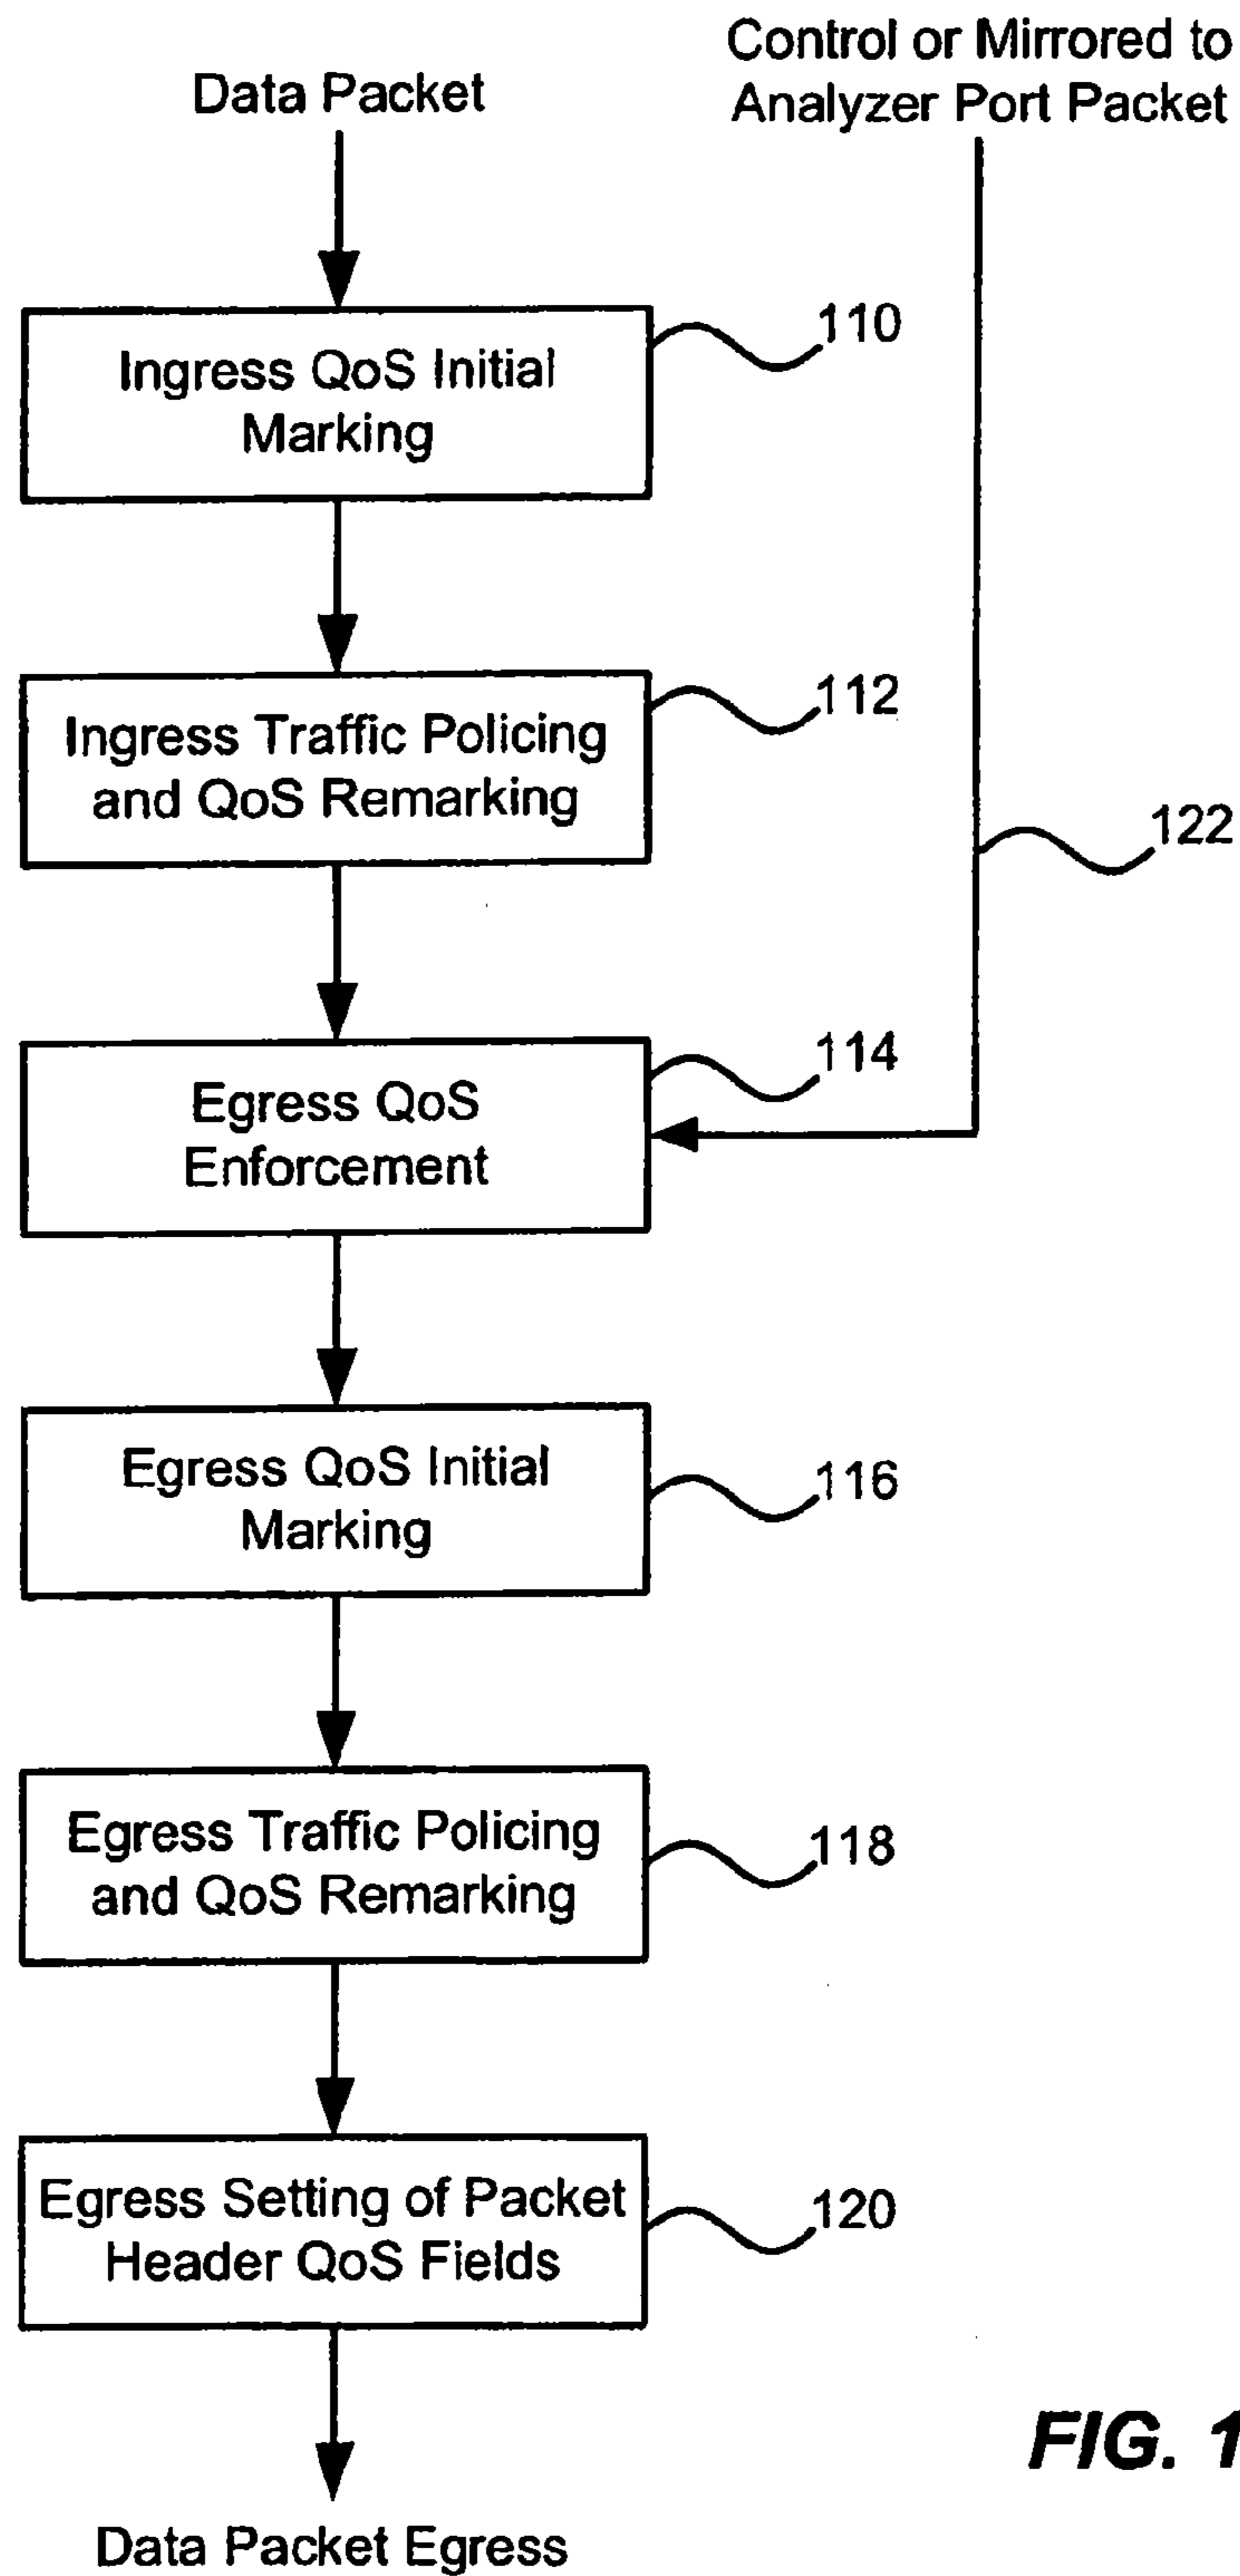 Control or Mirrored to
Analyzer Port Packet
Data Packet
110
Ingress QoS Initial
Marking
112
Ingress Traffic Policing
and QoS Remarking
122
114
Egress QoS
Enforcement
116
Egress QoS Initial
Marking
118
Egress Traffic Policing
and QoS Remarking
120
Egress Setting of Packet
Header QoS Fields
FIG. 1
Data Packet Egress